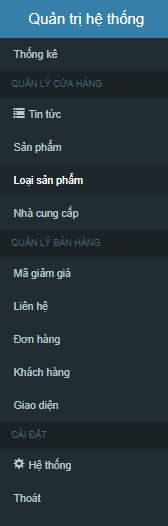 Quản trị hệ thống
Thống kê
QUẢN LÝ CỬA HÀNG
Tin tức
Sản phẩm
Loại sản phẩm
Nhà cung cấp
QUẢN LÝ BÁN HÀNG
Mã giảm giá
Liên hệ
Đơn hàng
Khách hàng
Giao diện
CÀI ĐẶT
Hệ thống
Thoát